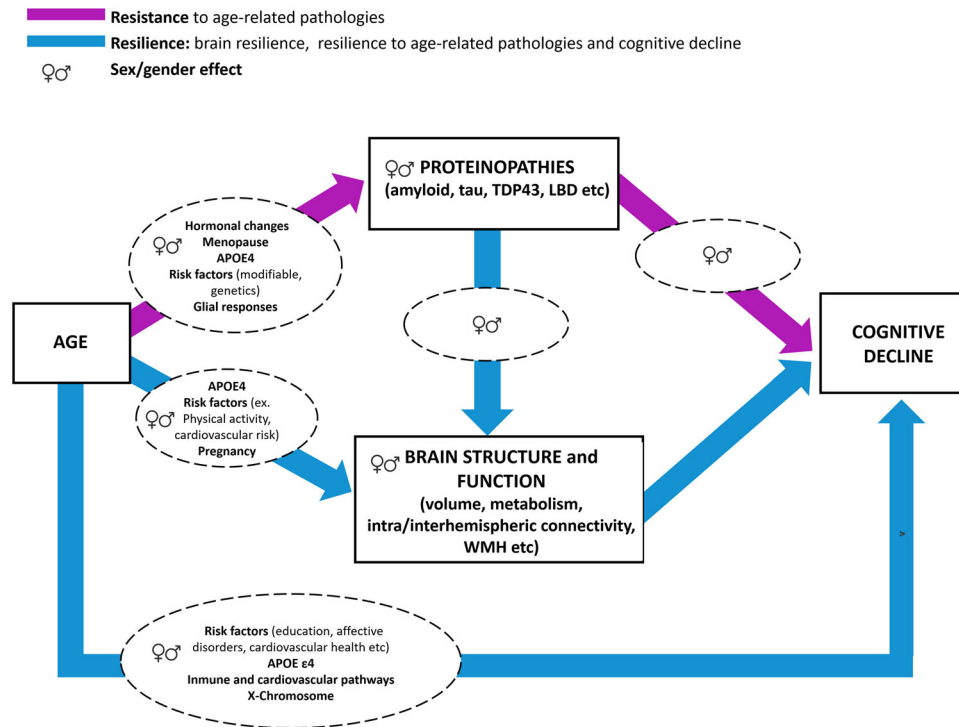 Resistance to age-related pathologies
Resilience: brain resilience, resilience to age-related pathologies and cognitive decline
♀♂ Sex/gender effect
♀♂ PROTEINOPATHIES
(amyloid, tau, TDP43, LBD etc)
Hormonal changes
♀♂ Menopause
APOE4
Risk factors (modifiable,
genetics)
Glial responses
♀♂
♀♂
AGE
COGNITIVE
DECLINE
APOE4
Risk factors (ex.
♀♂ Physical activity,
cardiovascular risk)
Pregnancy
♀♂ BRAIN STRUCTURE and
FUNCTION
(volume, metabolism,
intra/interhemispheric connectivity,
WMH etc)
Risk factors (education, affective
♀♂ disorders, cardiovascular health etc)
APOE ε4
Inmune and cardiovascular pathways
X-Chromosome